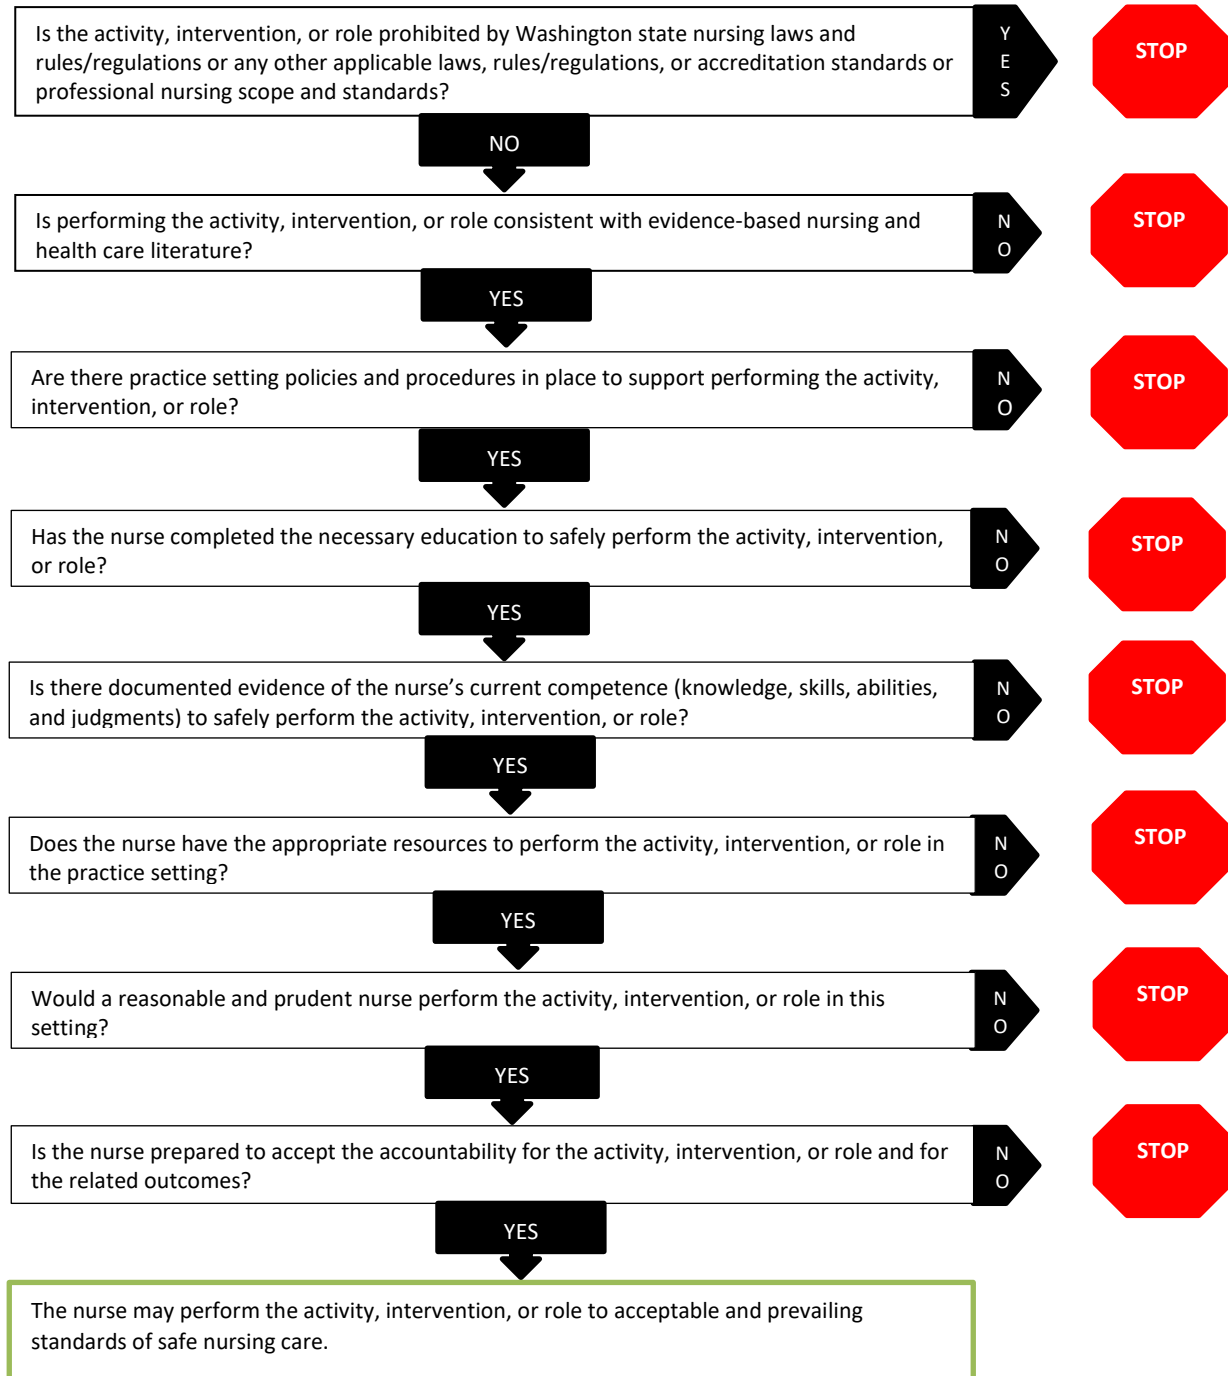 Is the activity, intervention, or role prohibited by Washington state nursing laws and
rules/regulations or any other applicable laws, rules/regulations, or accreditation standards or
professional nursing scope and standards?
YES
STOP
NO
Is performing the activity, intervention, or role consistent with evidence-based nursing and
health care literature?
NO
STOP
YES
Are there practice setting policies and procedures in place to support performing the activity,
intervention, or role?
NO
STOP
YES
Has the nurse completed the necessary education to safely perform the activity, intervention,
or role?
NO
STOP
YES
Is there documented evidence of the nurse’s current competence (knowledge, skills, abilities,
and judgments) to safely perform the activity, intervention, or role?
NO
STOP
YES
Does the nurse have the appropriate resources to perform the activity, intervention, or role in
the practice setting?
NO
STOP
YES
Would a reasonable and prudent nurse perform the activity, intervention, or role in this
setting?
NO
STOP
YES
Is the nurse prepared to accept the accountability for the activity, intervention, or role and for
the related outcomes?
NO
STOP
YES
The nurse may perform the activity, intervention, or role to acceptable and prevailing
standards of safe nursing care.